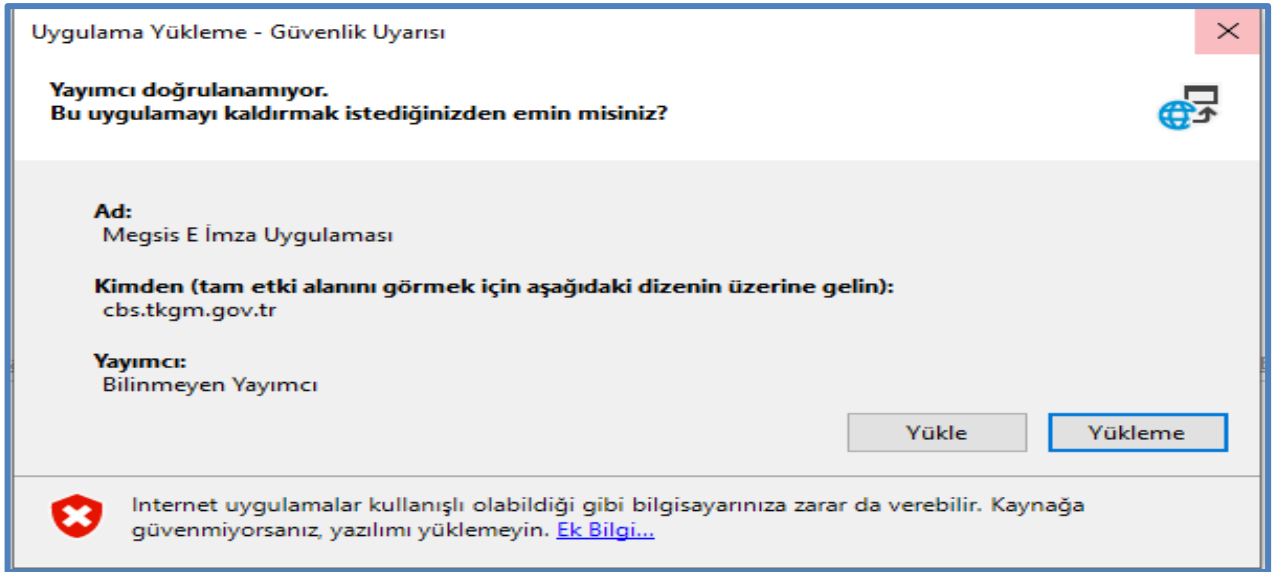 Uygulama Yükleme - Güvenlik Uyarısı
Yayımcı doğrulanamıyor.
Bu uygulamayı kaldırmak istediğinizden emin misiniz?
Ad:
Megsis E İmza Uygulaması
Kimden (tam etki alanını görmek için aşağıdaki dizenin üzerine gelin):
cbs.tkgm.gov.tr
Yayımcı:
Bilinmeyen Yayımcı
Yükle Yükleme
Internet uygulamalar kullanışlı olabildiği gibi bilgisayarınıza zarar da verebilir. Kaynağa
güvenmiyorsanız, yazılımı yüklemeyin. Ek Bilgi...